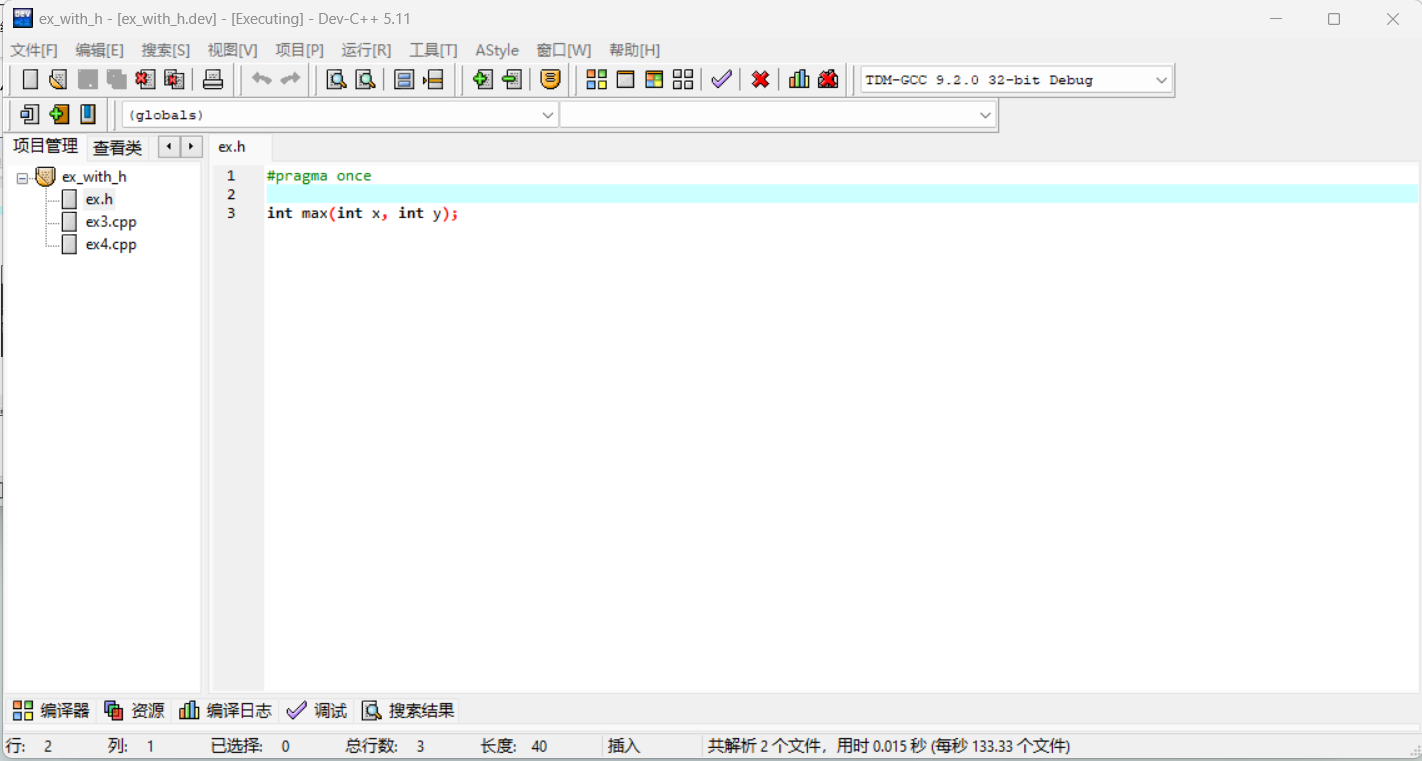 ex_with_h - [ex_with_h.dev] - [Executing] - Dev-C++ 5.11
文件[F] 编辑[E] 搜索[S] 视图[V] 项目[P] 运行[R] 工具[T] AStyle 窗口[W] 帮助[H]
TDM-GCC 9.2.0 32-bit Debug
(globals)
项目管理 查看类 ex.h
ex_with_h
ex.h
ex3.cpp
ex4.cpp
1 #pragma once
2
3 int max(int x, int y);
编译器 资源 编译日志 调试 搜索结果
行: 2 列: 1 已选择: 0 总行数: 3 长度: 40 插入 共解析 2 个文件，用时 0.015 秒 (每秒 133.33 个文件)